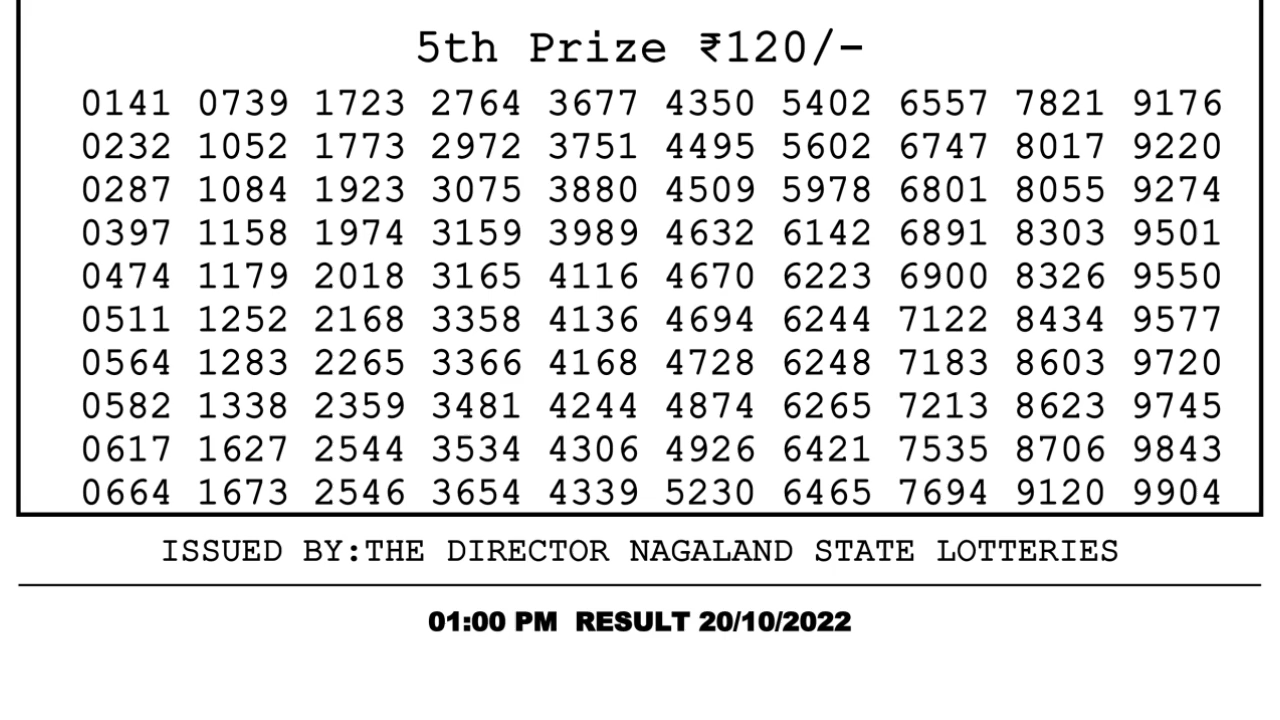 5th Prize ₹120/-
0141 0739 1723 2764 3677 4350 5402 6557 7821 9176
0232 1052 1773 2972 3751 4495 5602 6747 8017 9220
0287 1084 1923 3075 3880 4509 5978 6801 8055 9274
0397 1158 1974 3159 3989 4632 6142 6891 8303 9501
0474 1179 2018 3165 4116 4670 6223 6900 8326 9550
0511 1252 2168 3358 4136 4694 6244 7122 8434 9577
0564 1283 2265 3366 4168 4728 6248 7183 8603 9720
0582 1338 2359 3481 4244 4874 6265 7213 8623 9745
0617 1627 2544 3534 4306 4926 6421 7535 8706 9843
0664 1673 2546 3654 4339 5230 6465 7694 9120 9904
ISSUED BY:THE DIRECTOR NAGALAND STATE LOTTERIES
01:00 PM RESULT 20/10/2022